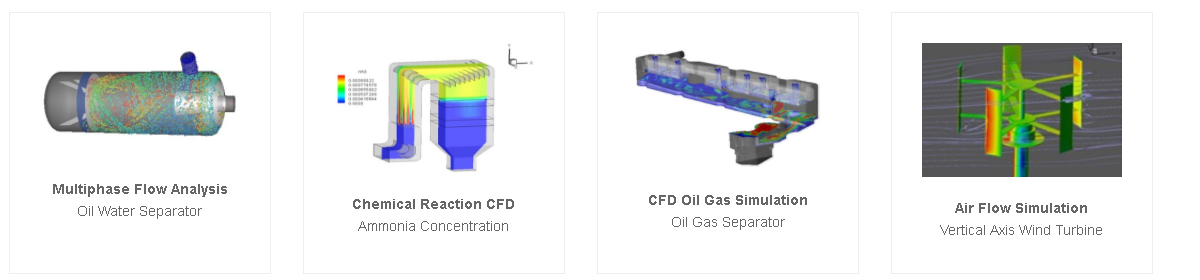 Multiphase Flow Analysis
Oil Water Separator
nh3
Chemical Reaction CFD
Ammonia Concentration
CFD Oil Gas Simulation
Oil Gas Separator
Air Flow Simulation
Vertical Axis Wind Turbine